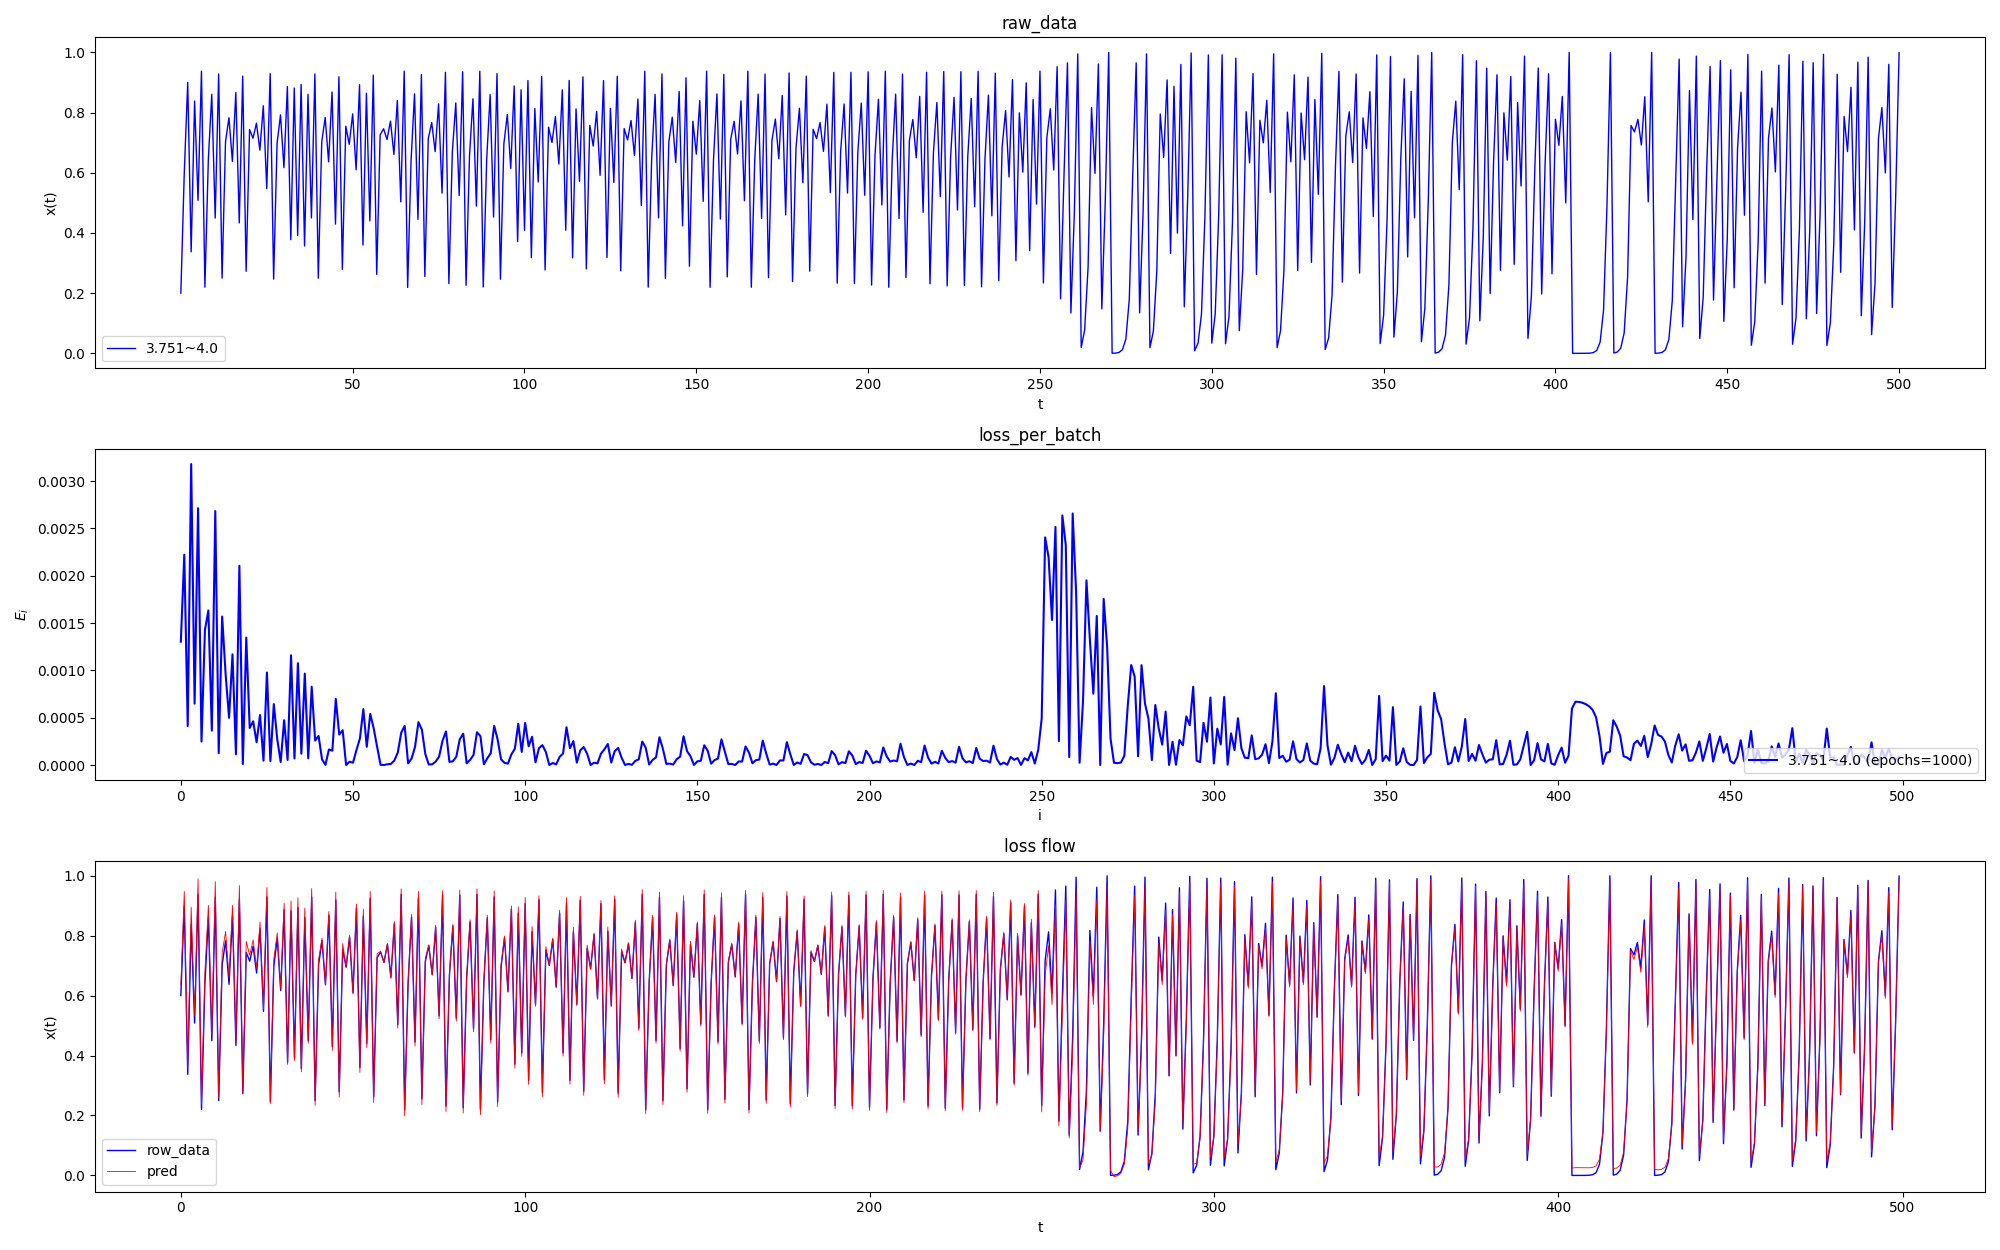 raw_data
1.0
0.8
0.6
0.4
0.2
0.0
x(t)
3.751~4.0
50 100 150 200 250 300 350 400 450 500
t
loss_per_batch
0.0030
0.0025
0.0020
0.0015
0.0010
0.0005
0.0000
E_i
3.751~4.0 (epochs=1000)
0 50 100 150 200 250 300 350 400 450 500
i
loss flow
1.0
0.8
0.6
0.4
0.2
0.0
x(t)
row_data
pred
0 100 200 300 400 500
t